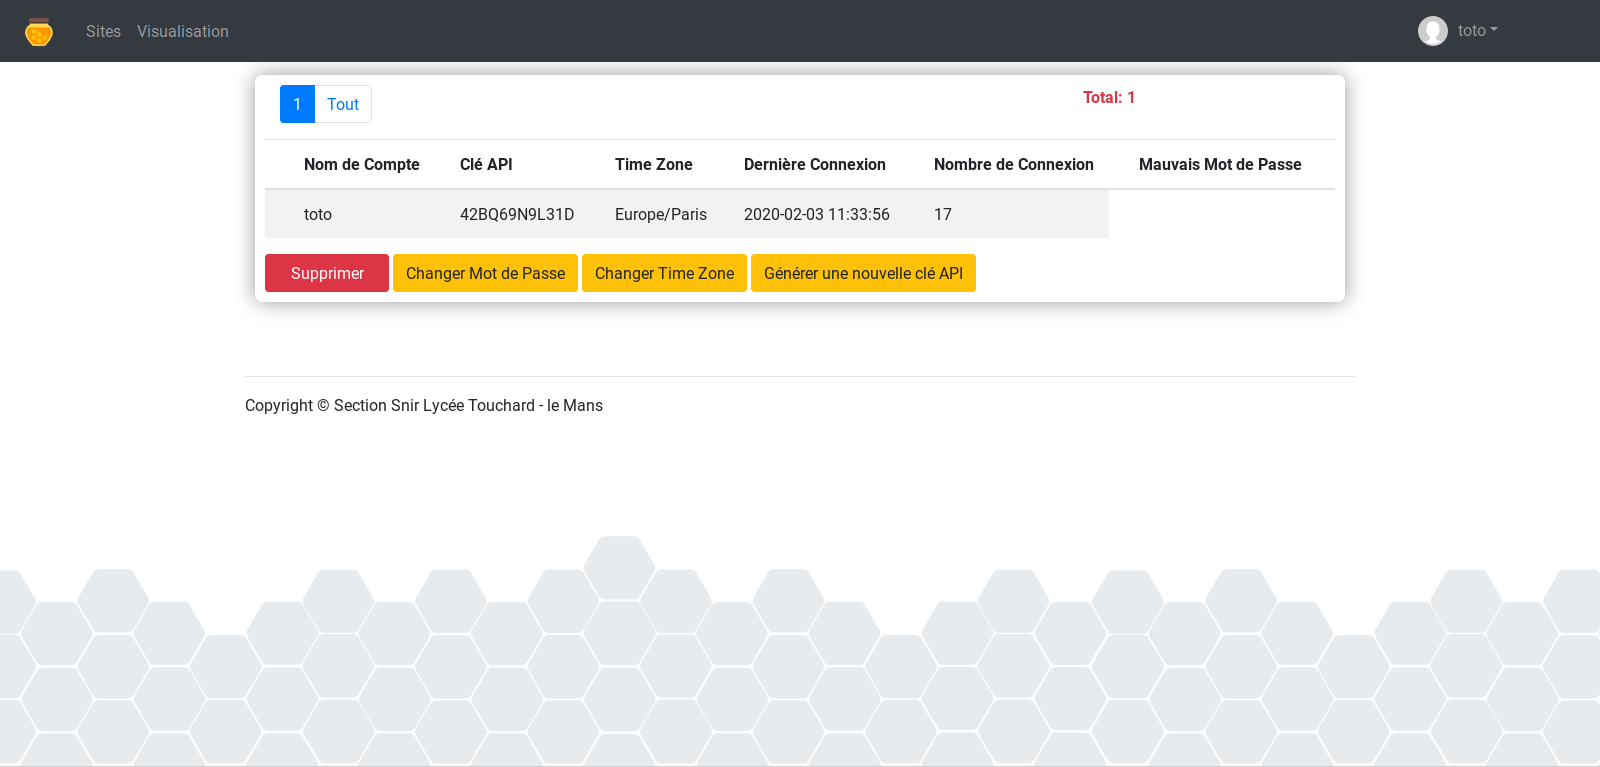 Sites Visualisation toto
1 Tout Total: 1
Nom de Compte Clé API Time Zone Dernière Connexion Nombre de Connexion Mauvais Mot de Passe
toto 42BQ69N9L31D Europe/Paris 2020-02-03 11:33:56 17
Supprimer Changer Mot de Passe Changer Time Zone Générer une nouvelle clé API
Copyright © Section Snir Lycée Touchard - le Mans